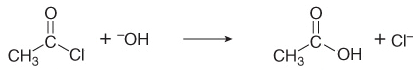 O O
C + ⁻OH C + Cl⁻
CH₃ Cl CH₃ OH